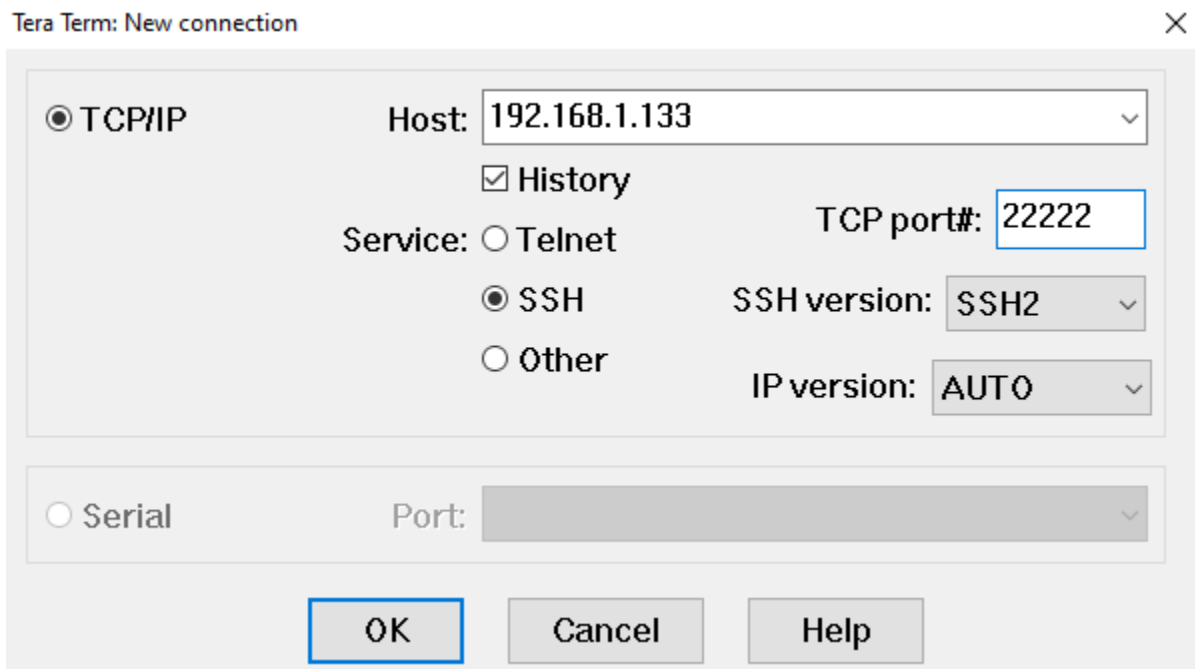 Tera Term: New connection
TCP/IP
Host: 192.168.1.133
History
TCP port#: 22222
Service: Telnet
SSH
SSH version: SSH2
Other
IP version: AUTO
Serial
Port:
OK
Cancel
Help